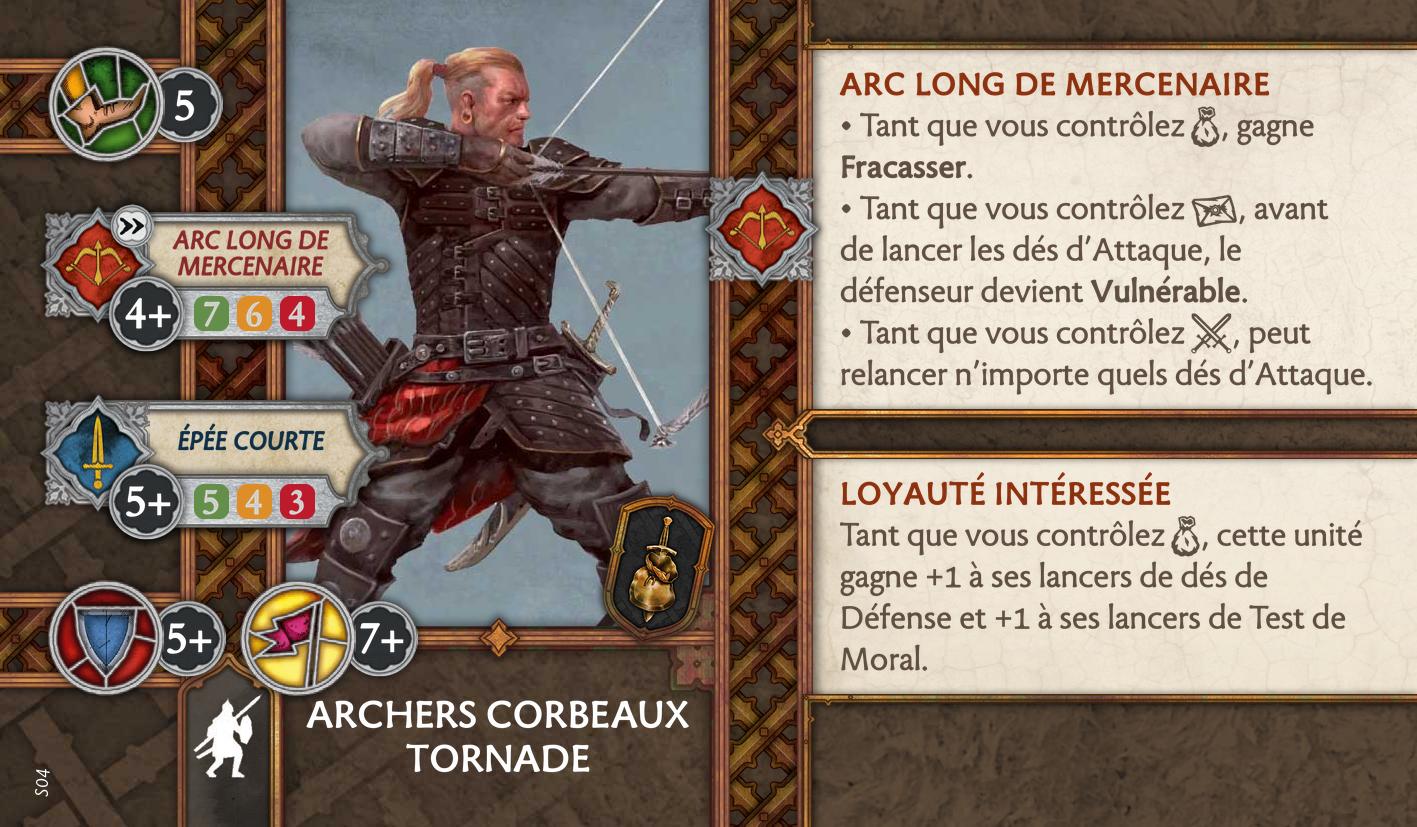 5
ARC LONG DE
MERCENAIRE
4+ 7 6 4
ÉPÉE COURTE
5+ 5 4 3
5+ 7+
ARCHERS CORBEAUX
TORNADE
S04
ARC LONG DE MERCENAIRE
• Tant que vous contrôlez , gagne
Fracasser.
• Tant que vous contrôlez , avant
de lancer les dés d’Attaque, le
défenseur devient Vulnérable.
• Tant que vous contrôlez , peut
relancer n’importe quels dés d’Attaque.
LOYAUTÉ INTÉRESSÉE
Tant que vous contrôlez , cette unité
gagne +1 à ses lancers de dés de
Défense et +1 à ses lancers de Test de
Moral.